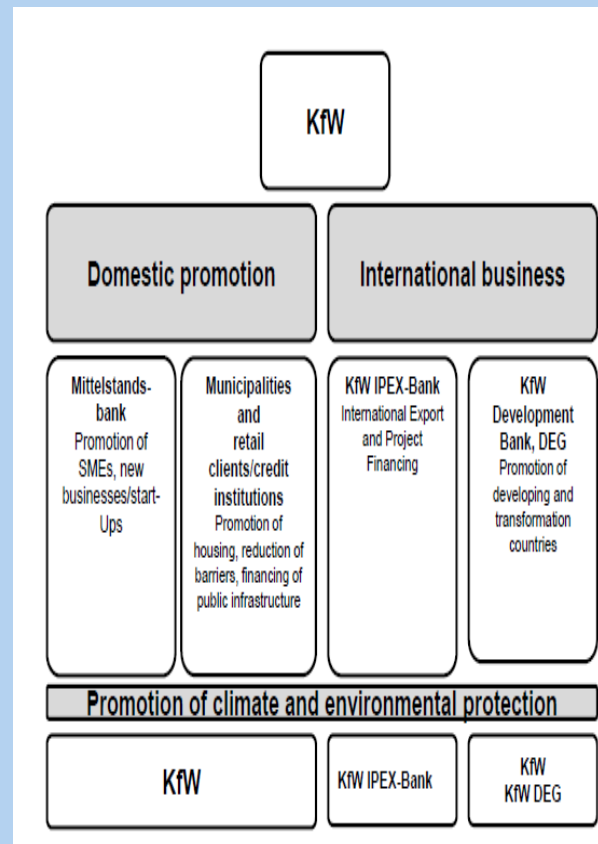 KfW
Domestic promotion
International business
Mittelstands-
bank
Promotion of
SMEs, new
businesses/start-
Ups
Municipalities
and
retail
clients/credit
institutions
Promotion of
housing, reduction of
barriers, financing of
public infrastructure
KfW IPEX-Bank
International Export
and Project
Financing
KfW
Development
Bank, DEG
Promotion of
developing and
transformation
countries
Promotion of climate and environmental protection
KfW
KfW IPEX-Bank
KfW
KfW DEG